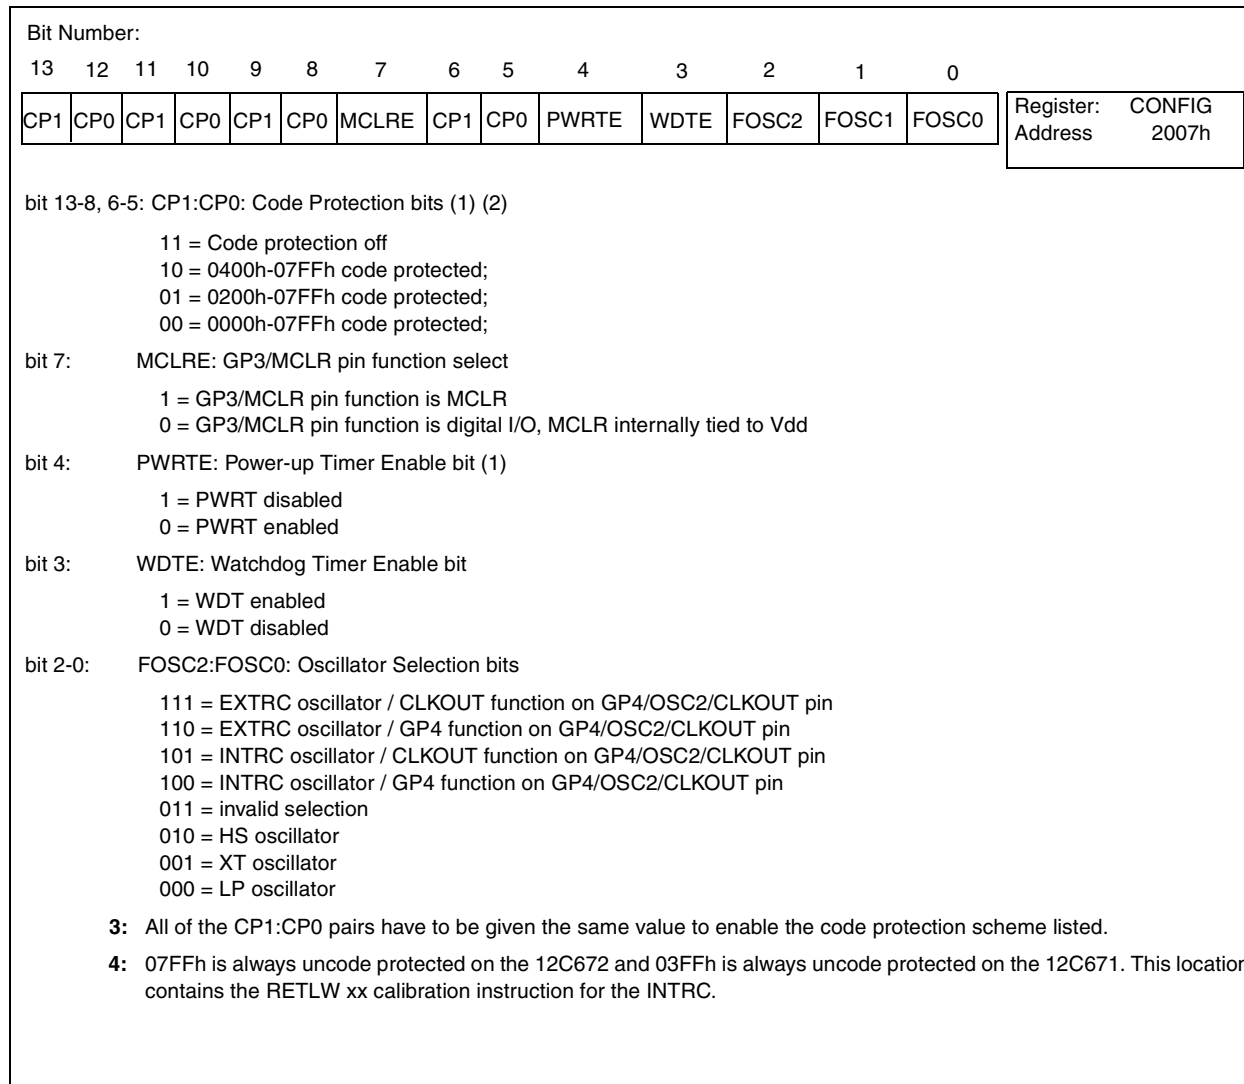 Bit Number:
13 12 11 10 9 8 7 6 5 4 3 2 1 0
CP1 CP0 CP1 CP0 CP1 CP0 MCLRE CP1 CP0 PWRTE WDTE FOSC2 FOSC1 FOSC0
Register: CONFIG
Address 2007h
bit 13-8, 6-5: CP1:CP0: Code Protection bits (1) (2)
11 = Code protection off
10 = 0400h-07FFh code protected;
01 = 0200h-07FFh code protected;
00 = 0000h-07FFh code protected;
bit 7: MCLRE: GP3/MCLR pin function select
1 = GP3/MCLR pin function is MCLR
0 = GP3/MCLR pin function is digital I/O, MCLR internally tied to Vdd
bit 4: PWRTE: Power-up Timer Enable bit (1)
1 = PWRT disabled
0 = PWRT enabled
bit 3: WDTE: Watchdog Timer Enable bit
1 = WDT enabled
0 = WDT disabled
bit 2-0: FOSC2:FOSC0: Oscillator Selection bits
111 = EXTRC oscillator / CLKOUT function on GP4/OSC2/CLKOUT pin
110 = EXTRC oscillator / GP4 function on GP4/OSC2/CLKOUT pin
101 = INTRC oscillator / CLKOUT function on GP4/OSC2/CLKOUT pin
100 = INTRC oscillator / GP4 function on GP4/OSC2/CLKOUT pin
011 = invalid selection
010 = HS oscillator
001 = XT oscillator
000 = LP oscillator
3: All of the CP1:CP0 pairs have to be given the same value to enable the code protection scheme listed.
4: 07FFh is always uncode protected on the 12C672 and 03FFh is always uncode protected on the 12C671. This location
contains the RETLW xx calibration instruction for the INTRC.